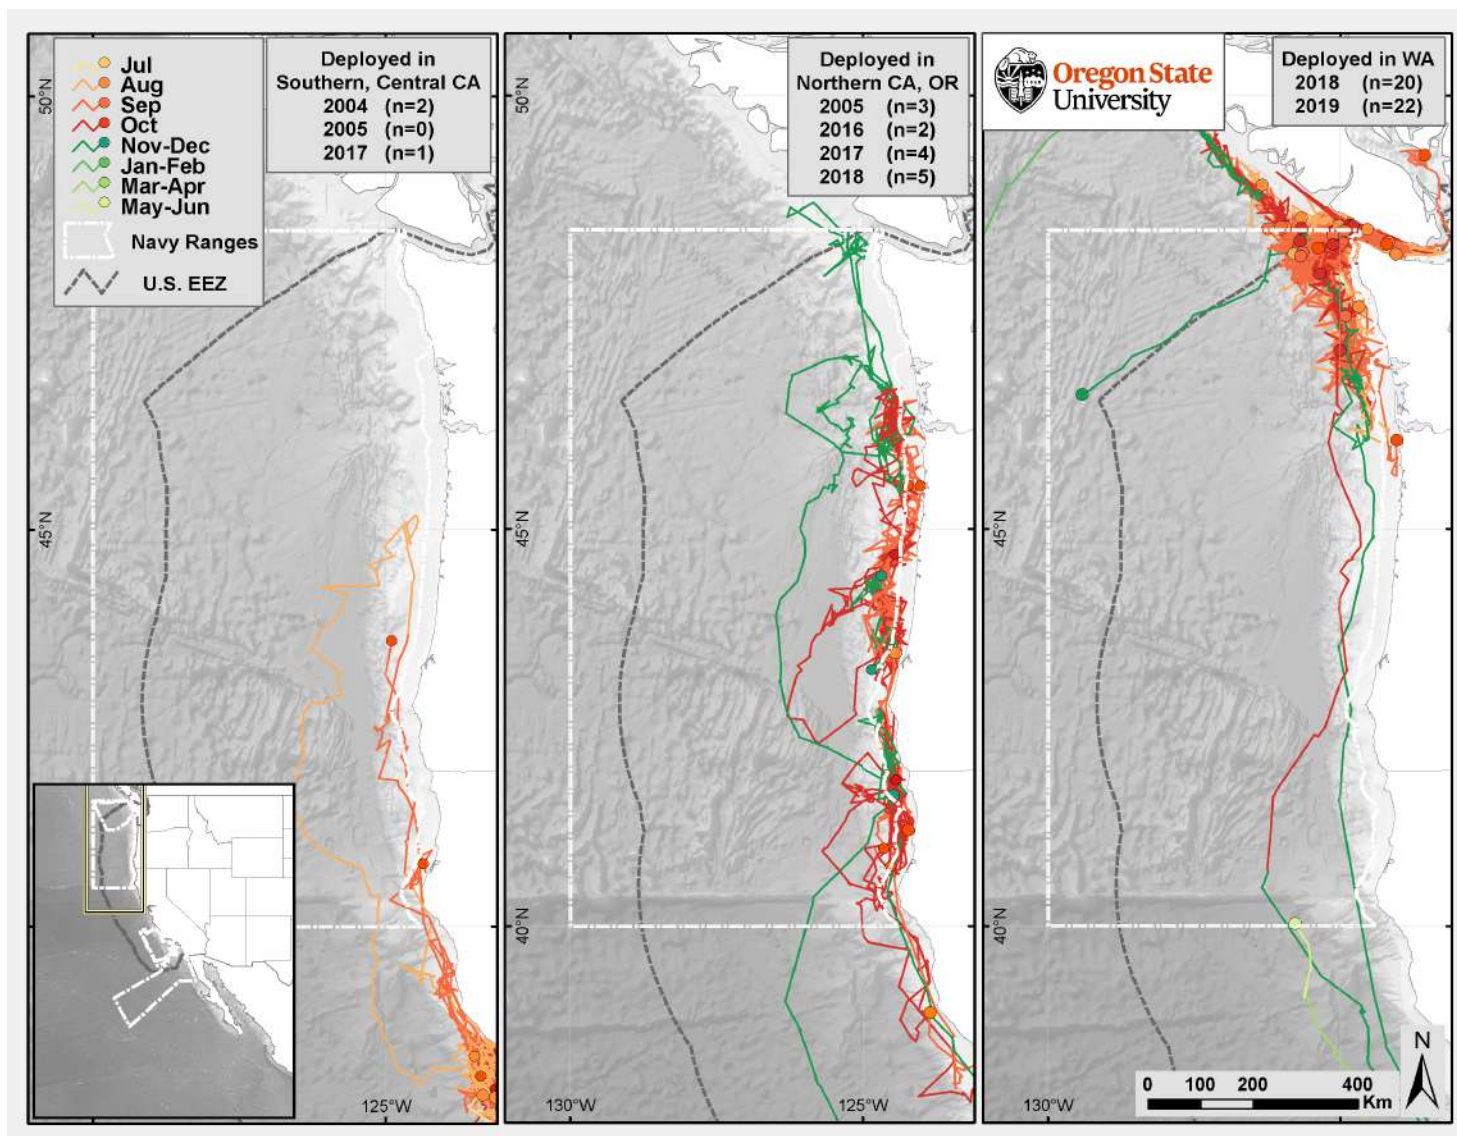 Jul
Aug
Sep
Oct
Nov-Dec
Jan-Feb
Mar-Apr
May-Jun
Navy Ranges
U.S. EEZ
Deployed in
Southern, Central CA
2004 (n=2)
2005 (n=0)
2017 (n=1)
50°N
45°N
125°W
Deployed in
Northern CA, OR
2005 (n=3)
2016 (n=2)
2017 (n=4)
2018 (n=5)
50°N
45°N
40°N
130°W
125°W
Oregon State
University
Deployed in WA
2018 (n=20)
2019 (n=22)
45°N
40°N
130°W
N
0 100 200 400
Km